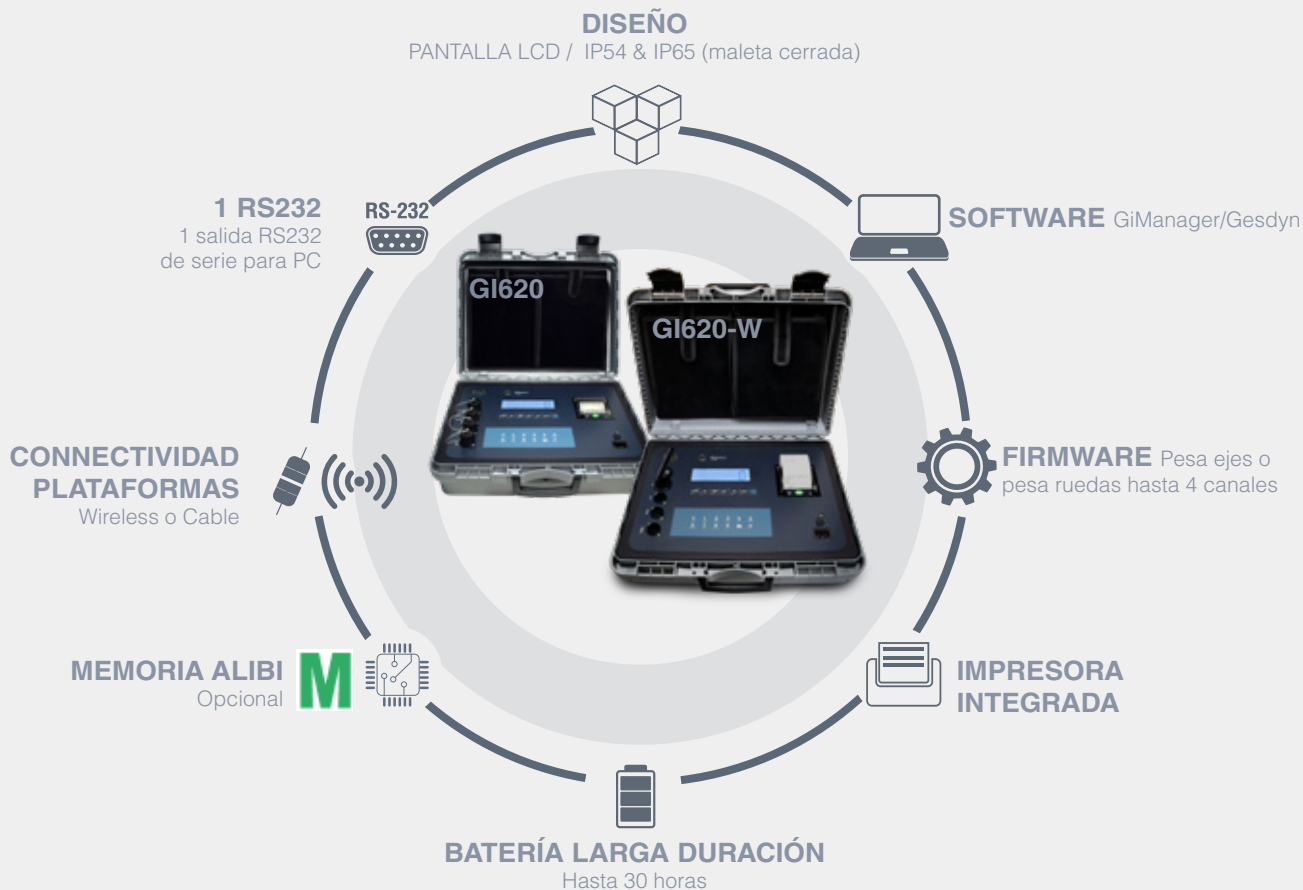 DISEÑO
PANTALLA LCD / IP54 & IP65 (maleta cerrada)
1 RS232
1 salida RS232
de serie para PC
RS-232
SOFTWARE GiManager/Gesdyn
GI620
GI620-W
CONNECTIVIDAD
PLATAFORMAS
Wireless o Cable
FIRMWARE Pesa ejes o
pesa ruedas hasta 4 canales
MEMORIA ALIBI
Opcional
M
IMPRESORA
INTEGRADA
BATERÍA LARGA DURACIÓN
Hasta 30 horas